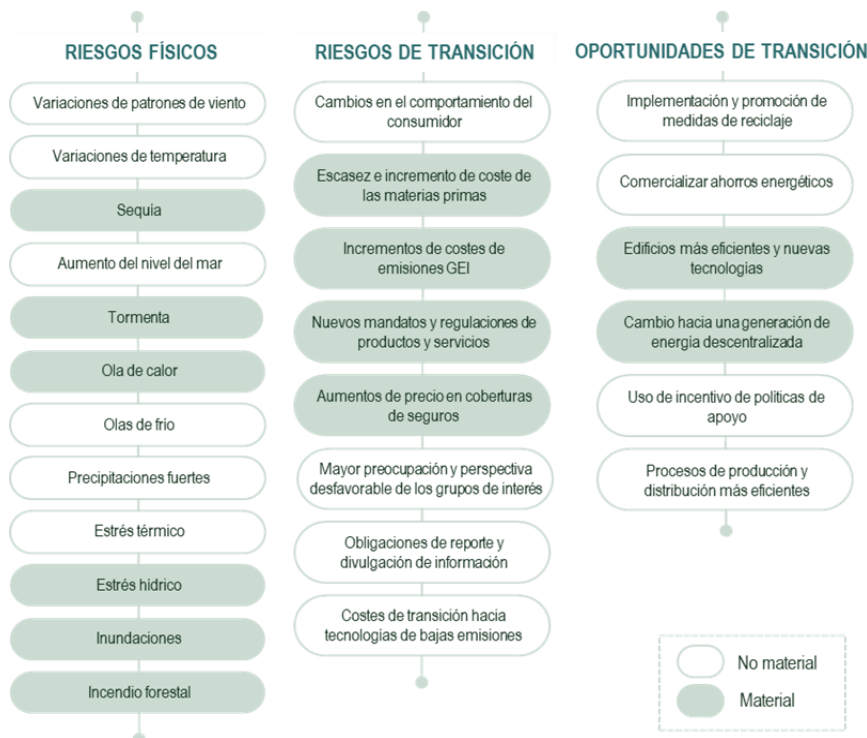 RIESGOS FÍSICOS
Variaciones de patrones de viento
Variaciones de temperatura
Sequía
Aumento del nivel del mar
Tormenta
Ola de calor
Olas de frío
Precipitaciones fuertes
Estrés térmico
Estrés hídrico
Inundaciones
Incendio forestal
RIESGOS DE TRANSICIÓN
Cambios en el comportamiento del
consumidor
Escasez e incremento de coste de
las materias primas
Incrementos de costes de
emisiones GEI
Nuevos mandatos y regulaciones de
productos y servicios
Aumentos de precio en coberturas
de seguros
Mayor preocupación y perspectiva
desfavorable de los grupos de interés
Obligaciones de reporte y
divulgación de información
Costes de transición hacia
tecnologías de bajas emisiones
OPORTUNIDADES DE TRANSICIÓN
Implementación y promoción de
medidas de reciclaje
Comercializar ahorros energéticos
Edificios más eficientes y nuevas
tecnologías
Cambio hacia una generación de
energía descentralizada
Uso de incentivo de políticas de
apoyo
Procesos de producción y
distribución más eficientes
No material
Material